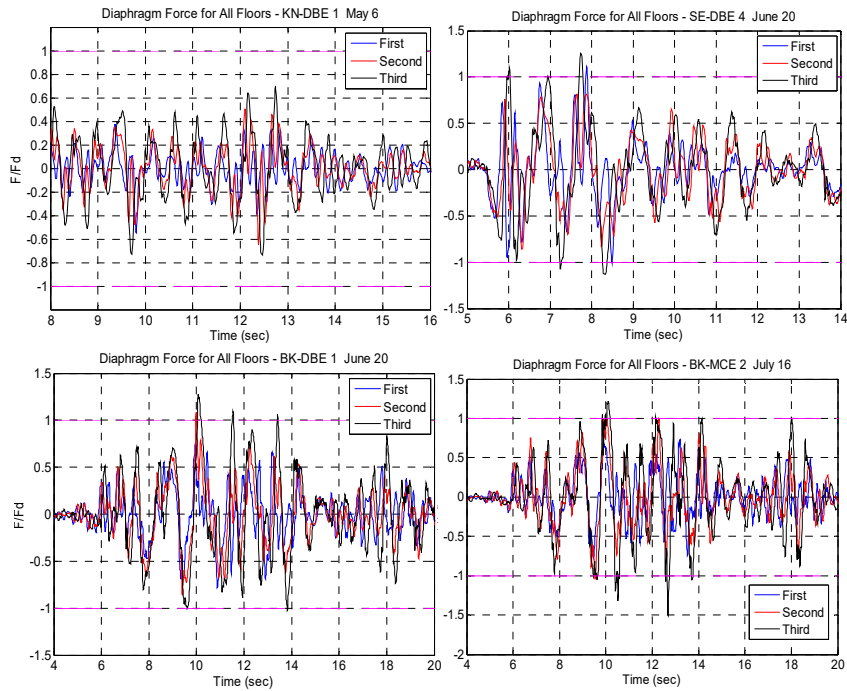 Diaphragm Force for All Floors - KN-DBE 1 May 6
1
0.8
0.6
0.4
0.2
0
-0.2
-0.4
-0.6
-0.8
-1
F/Fd
First
Second
Third
8 9 10 11 12 13 14 15 16
Time (sec)
Diaphragm Force for All Floors - SE-DBE 4 June 20
1.5
1
0.5
0
-0.5
-1
-1.5
First
Second
Third
5 6 7 8 9 10 11 12 13 14
Time (sec)
Diaphragm Force for All Floors - BK-DBE 1 June 20
1.5
1
0.5
0
-0.5
-1
-1.5
F/Fd
First
Second
Third
4 6 8 10 12 14 16 18 20
Time (sec)
Diaphragm Force for All Floors - BK-MCE 2 July 16
1.5
1
0.5
0
-0.5
-1
-1.5
-2
First
Second
Third
4 6 8 10 12 14 16 18 20
Time (sec)